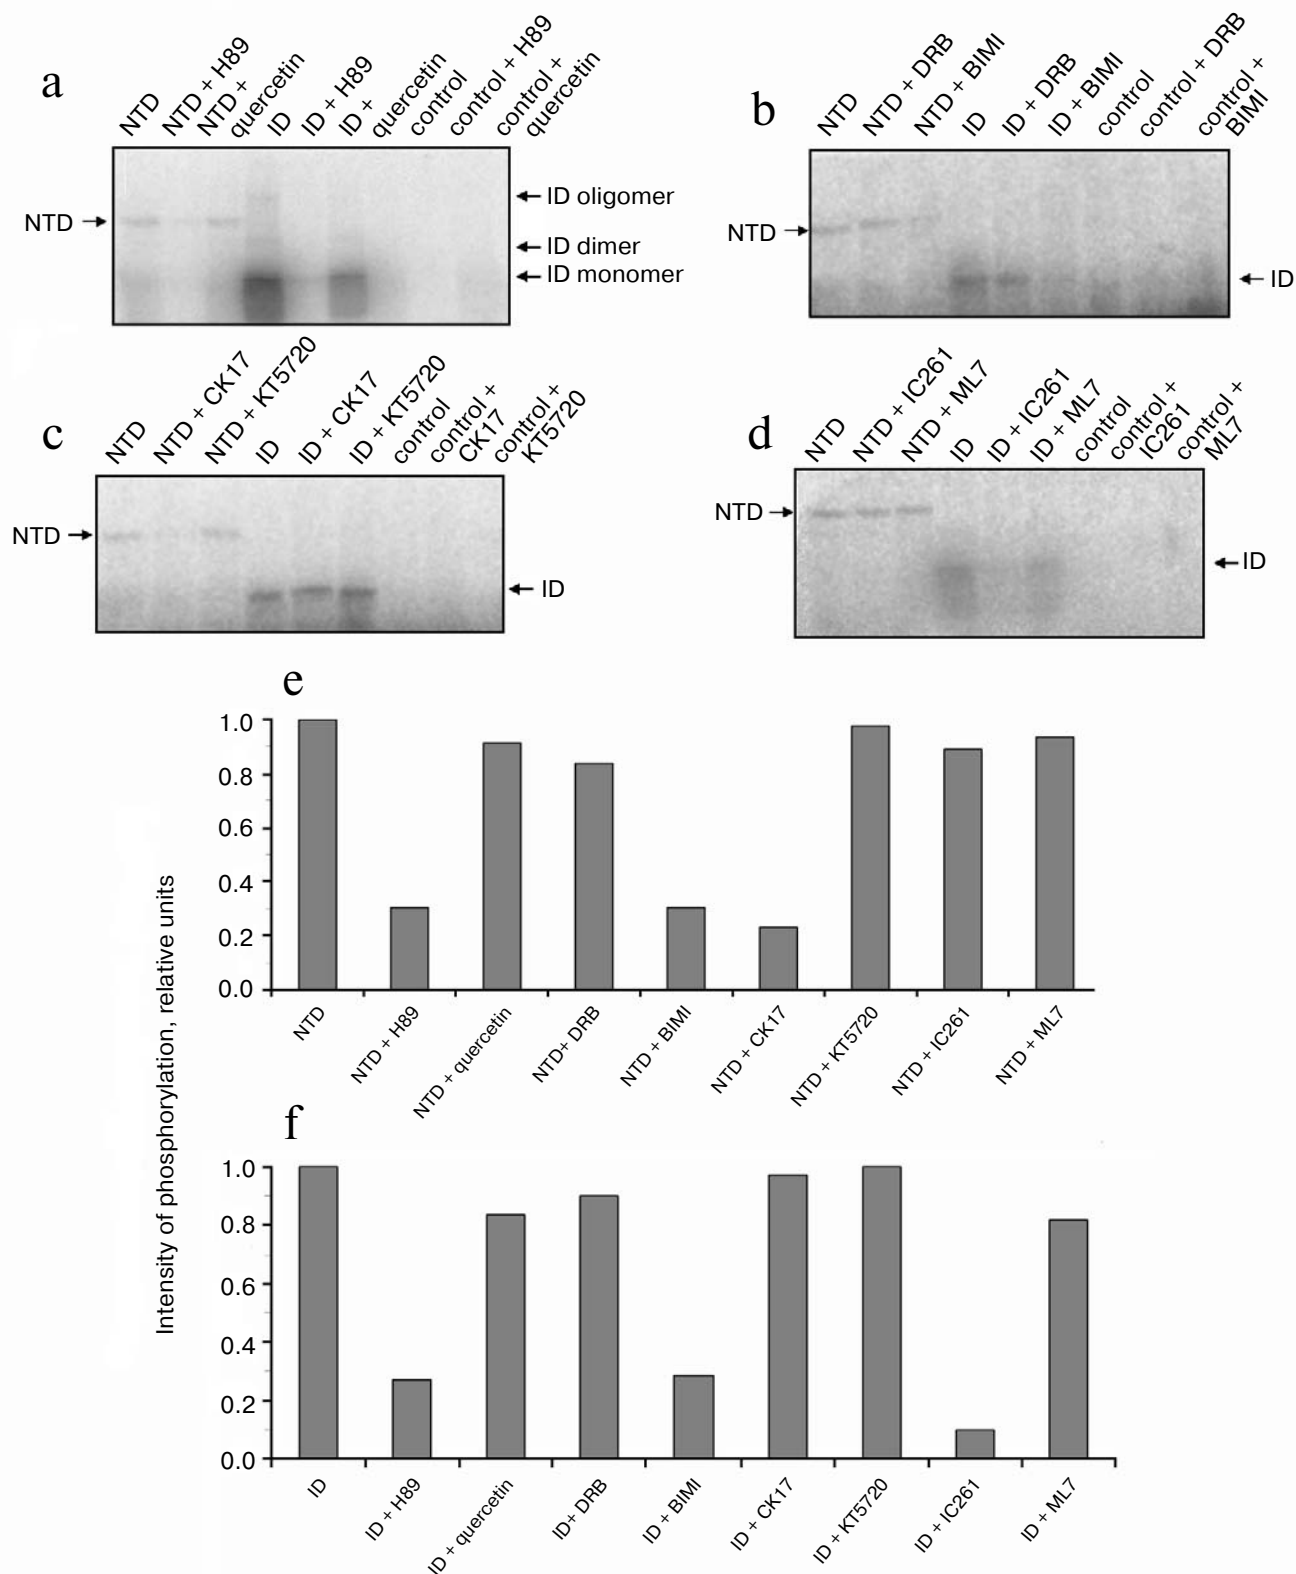 a
NTD
NTD + H89
NTD +
quercetin
ID
ID + H89
ID +
quercetin
control
control + H89
control +
quercetin
NTD
ID oligomer
ID dimer
ID monomer
b
NTD
NTD + DRB
NTD + BIMI
ID
ID + DRB
ID + BIMI
control
control + DRB
control +
BIMI
NTD
ID
c
NTD
NTD + CK17
NTD + KT5720
ID
ID + CK17
ID + KT5720
control
control +
CK17
control +
KT5720
NTD
ID
d
NTD
NTD + IC261
NTD + ML7
ID
ID + IC261
ID + ML7
control
control +
IC261
control +
ML7
NTD
ID
e
1.0
0.8
0.6
0.4
0.2
0.0
NTD
NTD + H89
NTD + quercetin
NTD+ DRB
NTD + BIMI
NTD + CK17
NTD + KT5720
NTD + IC261
NTD + ML7
Intensity of phosphorylation, relative units
f
1.0
0.8
0.6
0.4
0.2
0.0
ID
ID + H89
ID + quercetin
ID+ DRB
ID + BIMI
ID + CK17
ID + KT5720
ID + IC261
ID + ML7